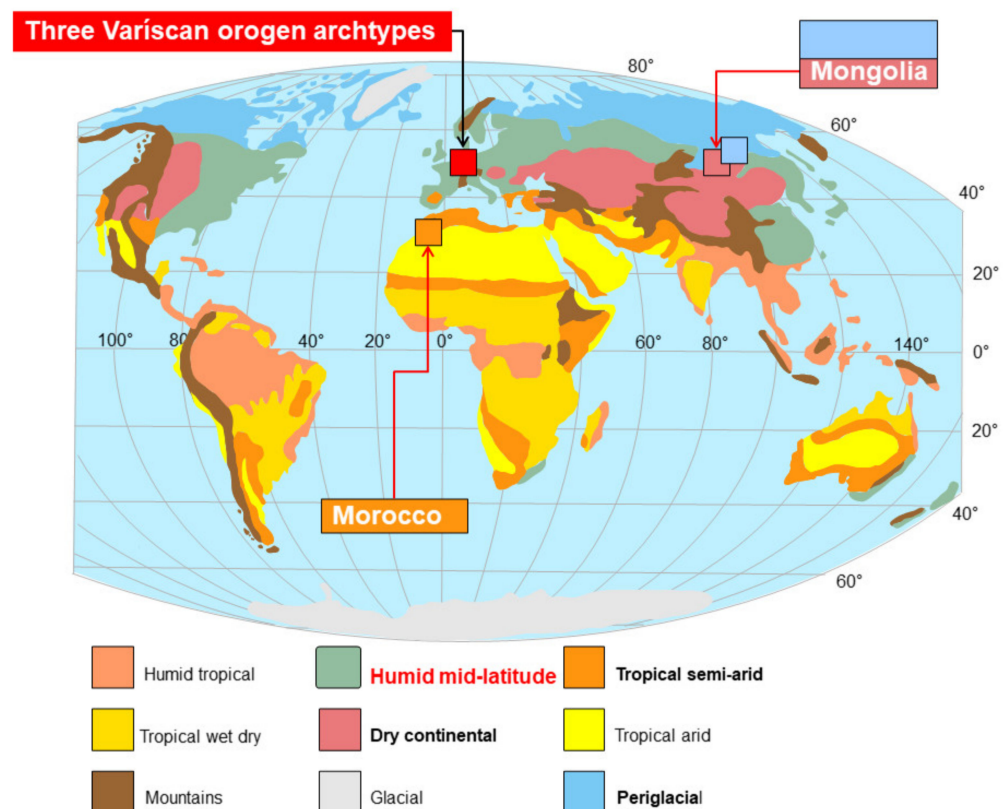 Three Varíscan orogen archtypes
Mongolia
80°
60°
40°
20°
100°
80
40°
20°
0°
60°
80°
140°
0°
20°
Morocco
40°
60°
Humid tropical
Humid mid-latitude
Tropical semi-arid
Tropical wet dry
Dry continental
Tropical arid
Mountains
Glacial
Periglacial